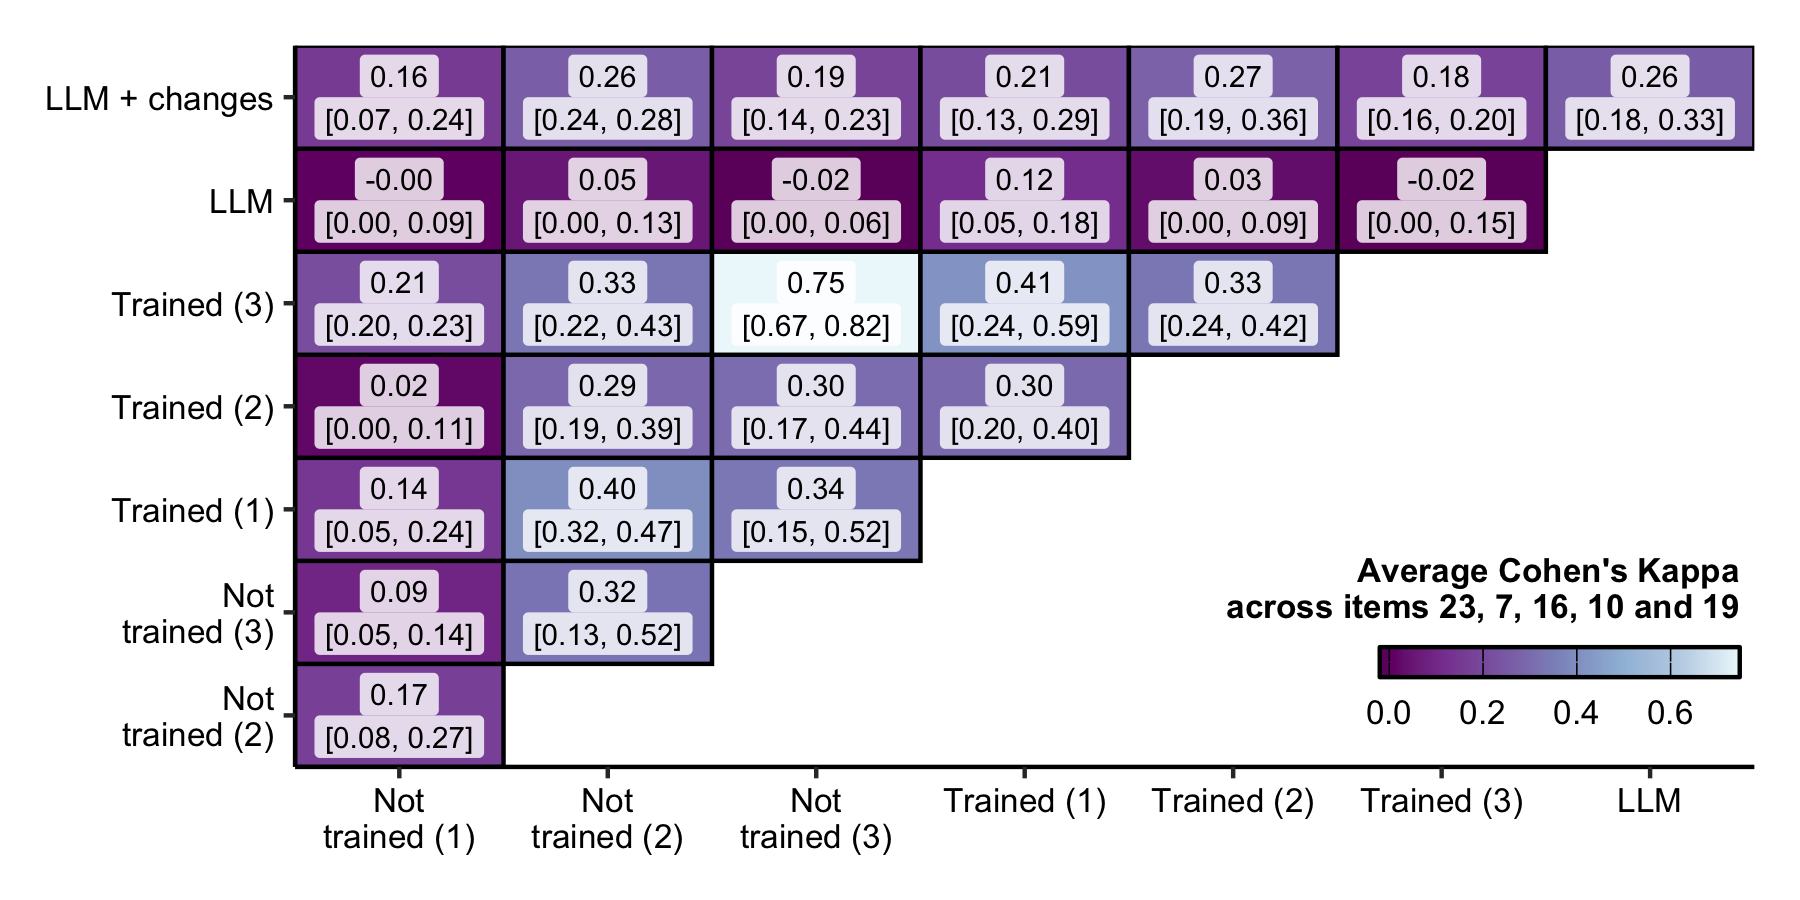 LLM + changes
0.16
0.26
0.19
0.21
0.27
0.18
0.26
[0.07, 0.24]
[0.24, 0.28]
[0.14, 0.23]
[0.13, 0.29]
[0.19, 0.36]
[0.16, 0.20]
[0.18, 0.33]
LLM
-0.00
0.05
-0.02
0.12
0.03
-0.02
[0.00, 0.09]
[0.00, 0.13]
[0.00, 0.06]
[0.05, 0.18]
[0.00, 0.09]
[0.00, 0.15]
Trained (3)
0.21
0.33
0.75
0.41
0.33
[0.20, 0.23]
[0.22, 0.43]
[0.67, 0.82]
[0.24, 0.59]
[0.24, 0.42]
Trained (2)
0.02
0.29
0.30
0.30
[0.00, 0.11]
[0.19, 0.39]
[0.17, 0.44]
[0.20, 0.40]
Trained (1)
0.14
0.40
0.34
[0.05, 0.24]
[0.32, 0.47]
[0.15, 0.52]
Not
trained (3)
0.09
0.32
[0.05, 0.14]
[0.13, 0.52]
Not
trained (2)
0.17
[0.08, 0.27]
Average Cohen's Kappa
across items 23, 7, 16, 10 and 19
0.0
0.2
0.4
0.6
Not
trained (1)
Not
trained (2)
Not
trained (3)
Trained (1)
Trained (2)
Trained (3)
LLM